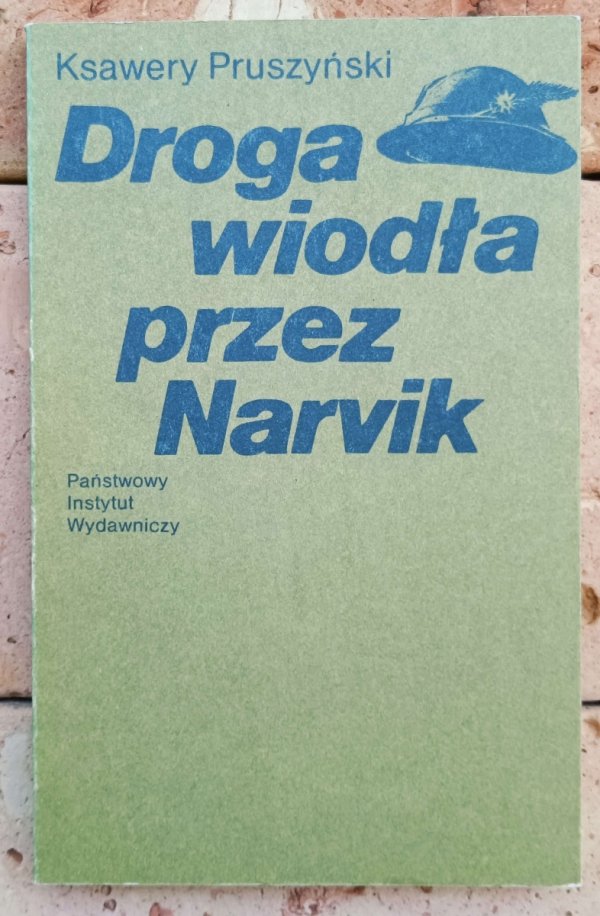 Ksawery Pruszyński
Droga
wiodła
przez
Narvik
Państwowy
Instytut
Wydawniczy